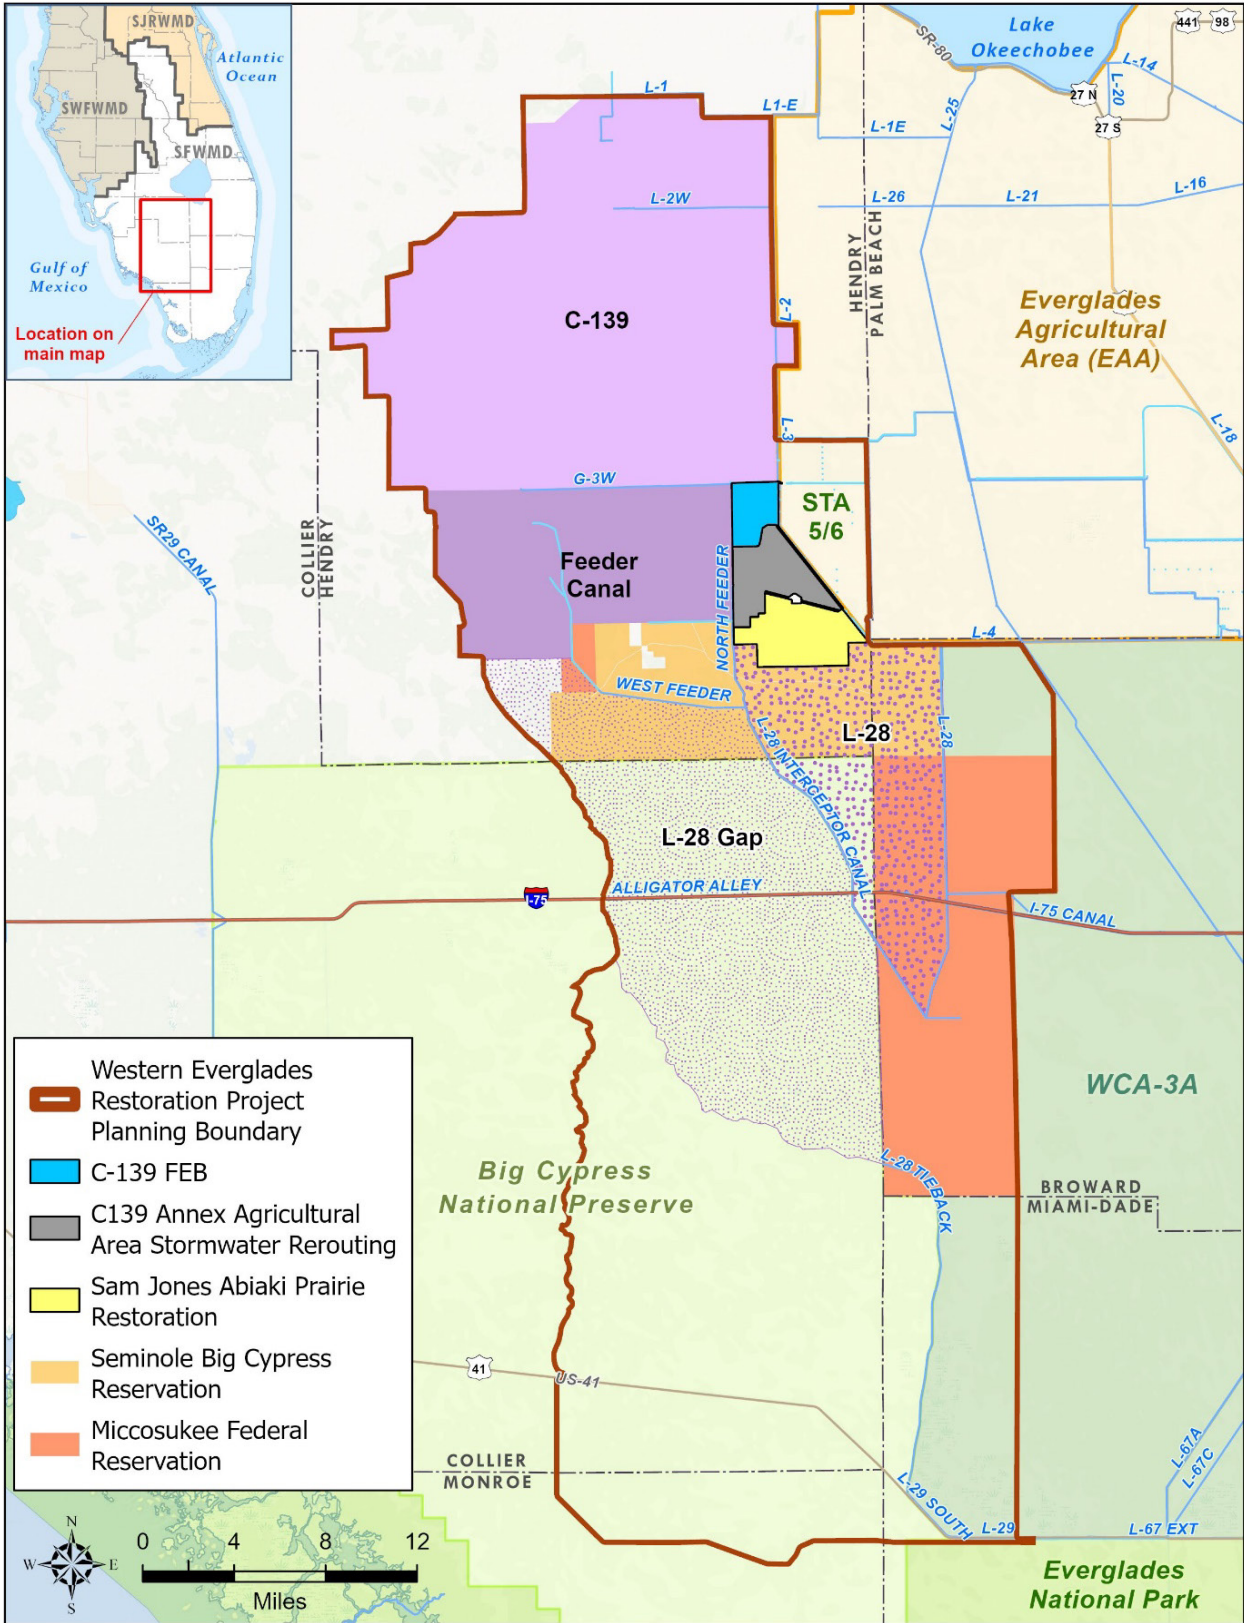 SJRWMD
Atlantic
Ocean
SWFWMD
SFWMD
Gulf of
Mexico
Location on
main map
Lake
Okeechobee
441
98
SR-80
L-14
L-20
27 N
27 S
L-25
L-1
L1-E
L-1E
L-2W
L-26
L-21
L-16
HENDRY
PALM BEACH
C-139
L-2
Everglades
Agricultural
Area (EAA)
L-18
L-3
G-3W
STA
5/6
SR29 CANAL
COLLIER
HENDRY
Feeder
Canal
NORTH FEEDER
L-4
WEST FEEDER
L-28
L-28
L-28 INTERCEPTOR CANAL
L-28 Gap
I-75
ALLIGATOR ALLEY
I-75 CANAL
WCA-3A
Big Cypress
National Preserve
L-28 TIEBACK
BROWARD
MIAMI-DADE
41
US-41
COLLIER
MONROE
L-67A
L-67C
L-29 SOUTH
L-29
L-67 EXT
Everglades
National Park
Western Everglades
Restoration Project
Planning Boundary
C-139 FEB
C139 Annex Agricultural
Area Stormwater Rerouting
Sam Jones Abiaki Prairie
Restoration
Seminole Big Cypress
Reservation
Miccosukee Federal
Reservation
N
W
E
S
0 4 8 12
Miles